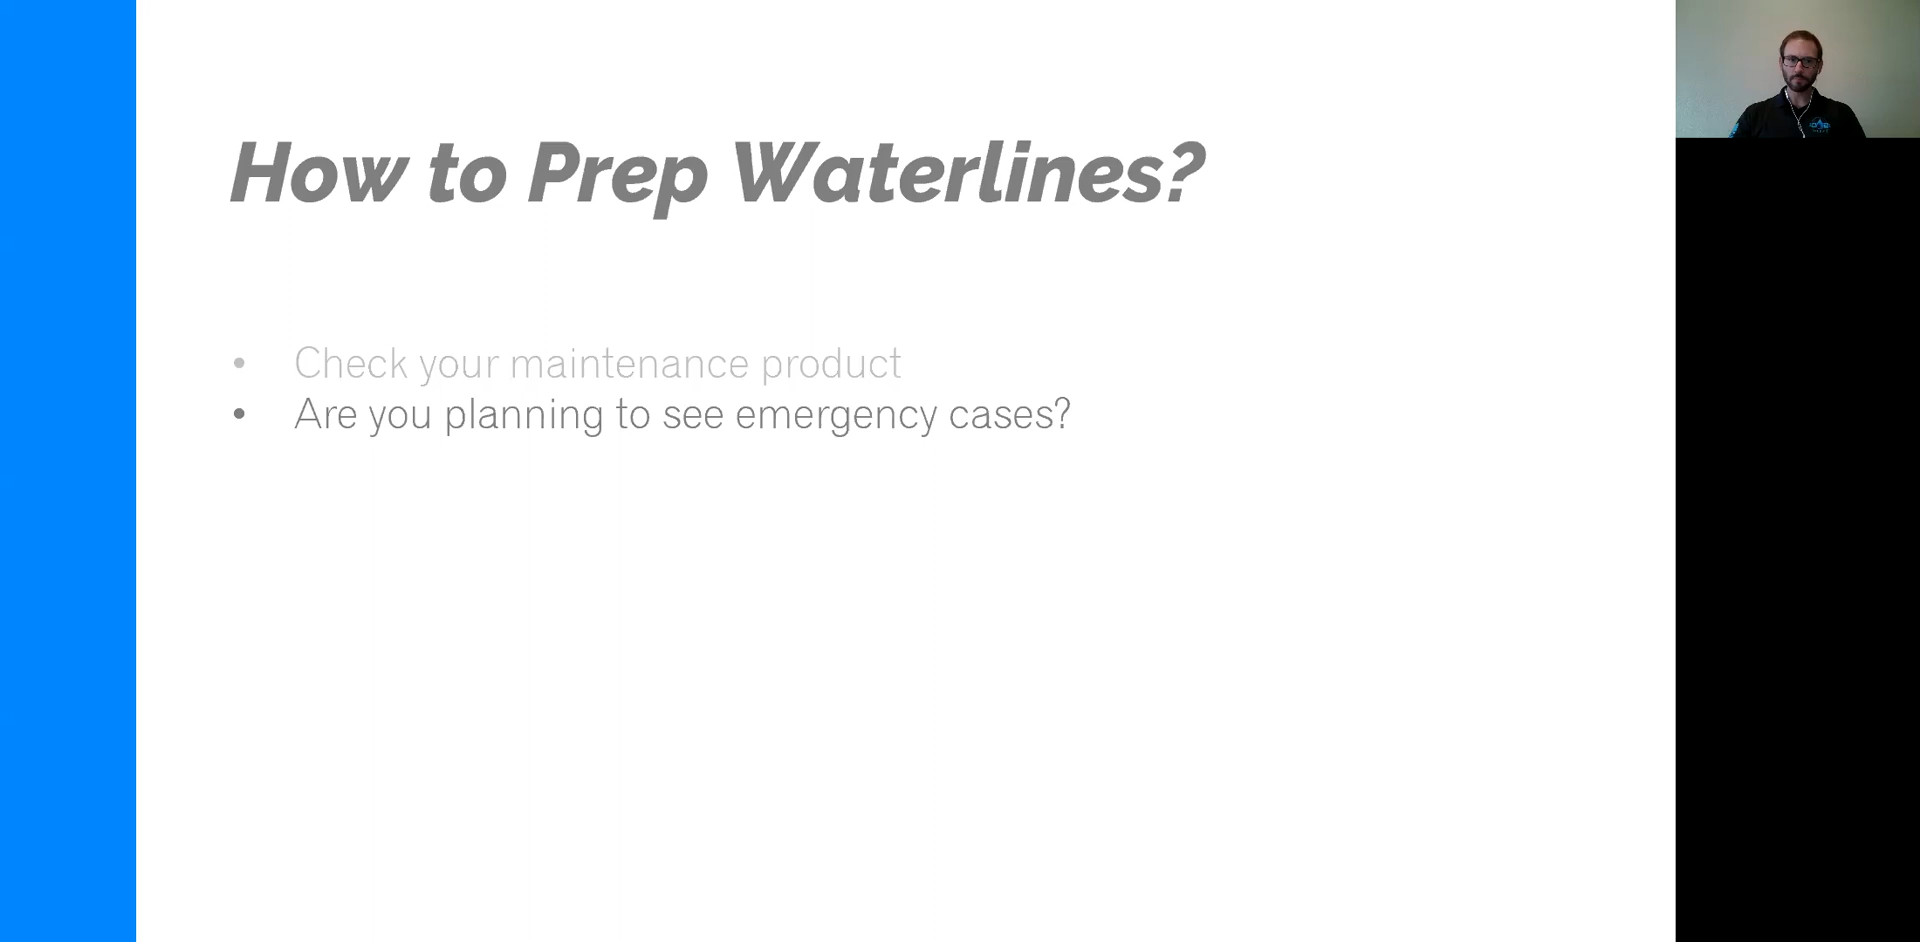 How to Prep Waterlines?
• Check your maintenance product
• Are you planning to see emergency cases?